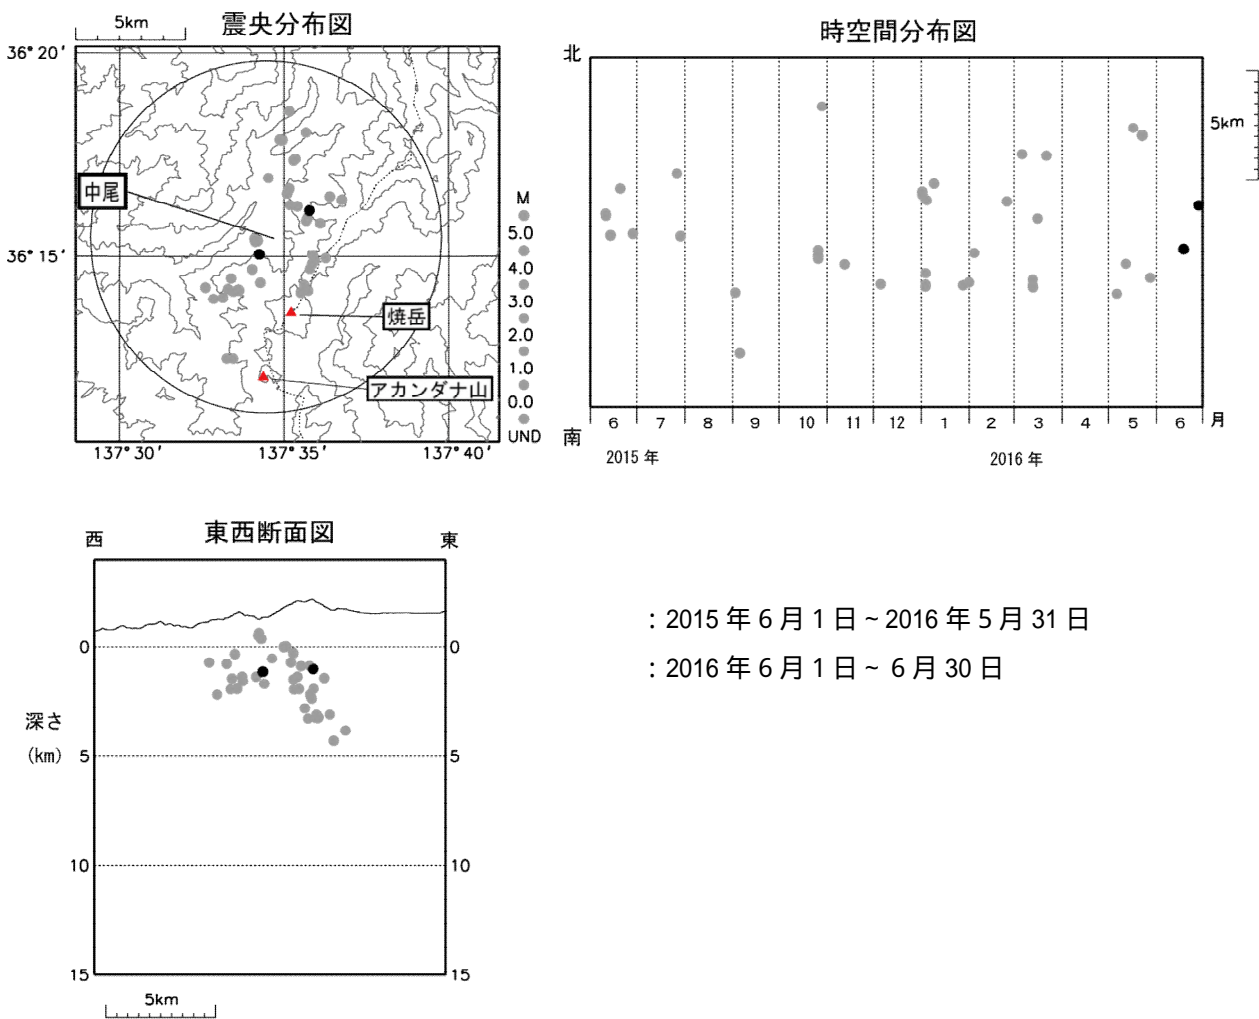 震央分布図
5km
36° 20′
36° 15′
中尾
焼岳
アカンダナ山
137° 30′
137° 35′
137° 40′
M
5.0
4.0
3.0
2.0
1.0
0.0
UND
時空間分布図
北
南
5km
6 7 8 9 10 11 12 1 2 3 4 5 6 月
2015 年
2016 年
東西断面図
西
東
深さ
(km)
0
5
10
15
0
5
10
15
5km
: 2015 年 6 月 1 日 ~ 2016 年 5 月 31 日
: 2016 年 6 月 1 日 ~ 6 月 30 日